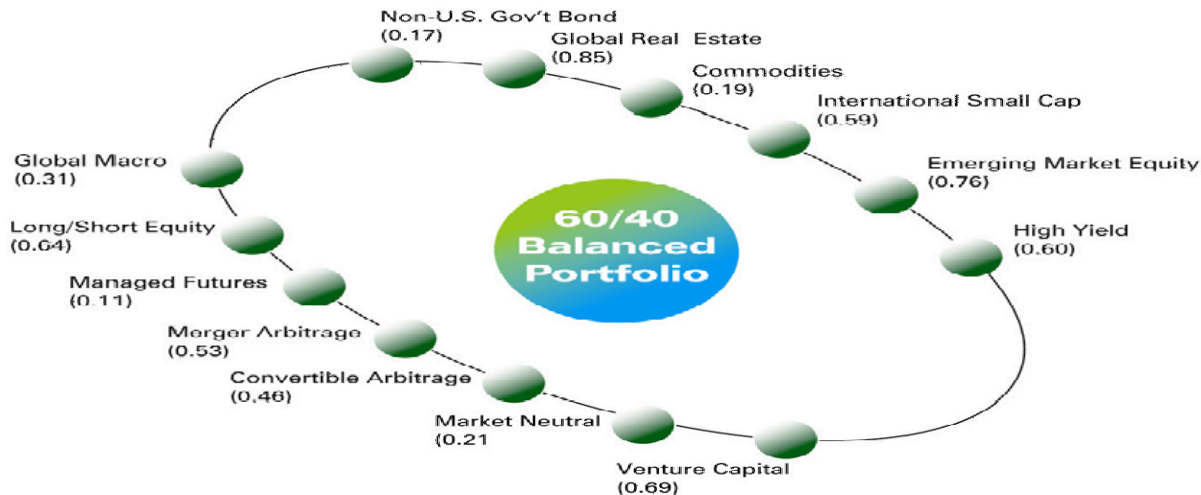 Non-U.S. Gov't Bond
(0.17)
Global Real Estate
(0.85)
Commodities
(0.19)
International Small Cap
(0.59)
Emerging Market Equity
(0.76)
High Yield
(0.60)
Global Macro
(0.31)
Long/Short Equity
(0.64)
Managed Futures
(0.11)
Merger Arbitrage
(0.53)
Convertible Arbitrage
(0.46)
Market Neutral
(0.21
Venture Capital
(0.69)
60/40
Balanced
Portfolio